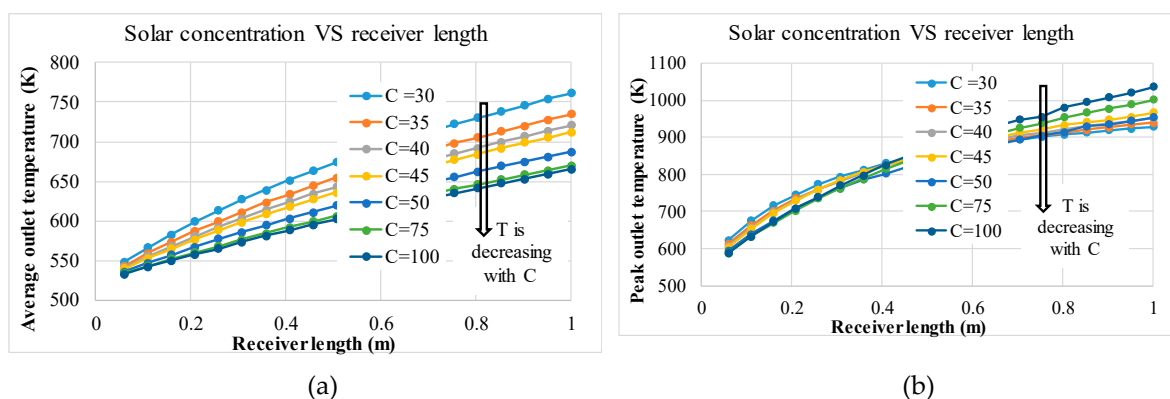 Solar concentration VS receiver length
Average outlet temperature (K)
800
750
700
650
600
550
500
C =30
C=35
C=40
C=45
C=50
C=75
C=100
T is
decreasing
with C
0
0.2
0.4
0.6
0.8
1
Receiver length (m)
(a)
Solar concentration VS receiver length
Peak outlet temperature (K)
1100
1000
900
800
700
600
500
C =30
C=35
C=40
C=45
C=50
C=75
C=100
T is
decreasing
with C
0
0.2
0.4
0.6
0.8
1
Receiver length (m)
(b)